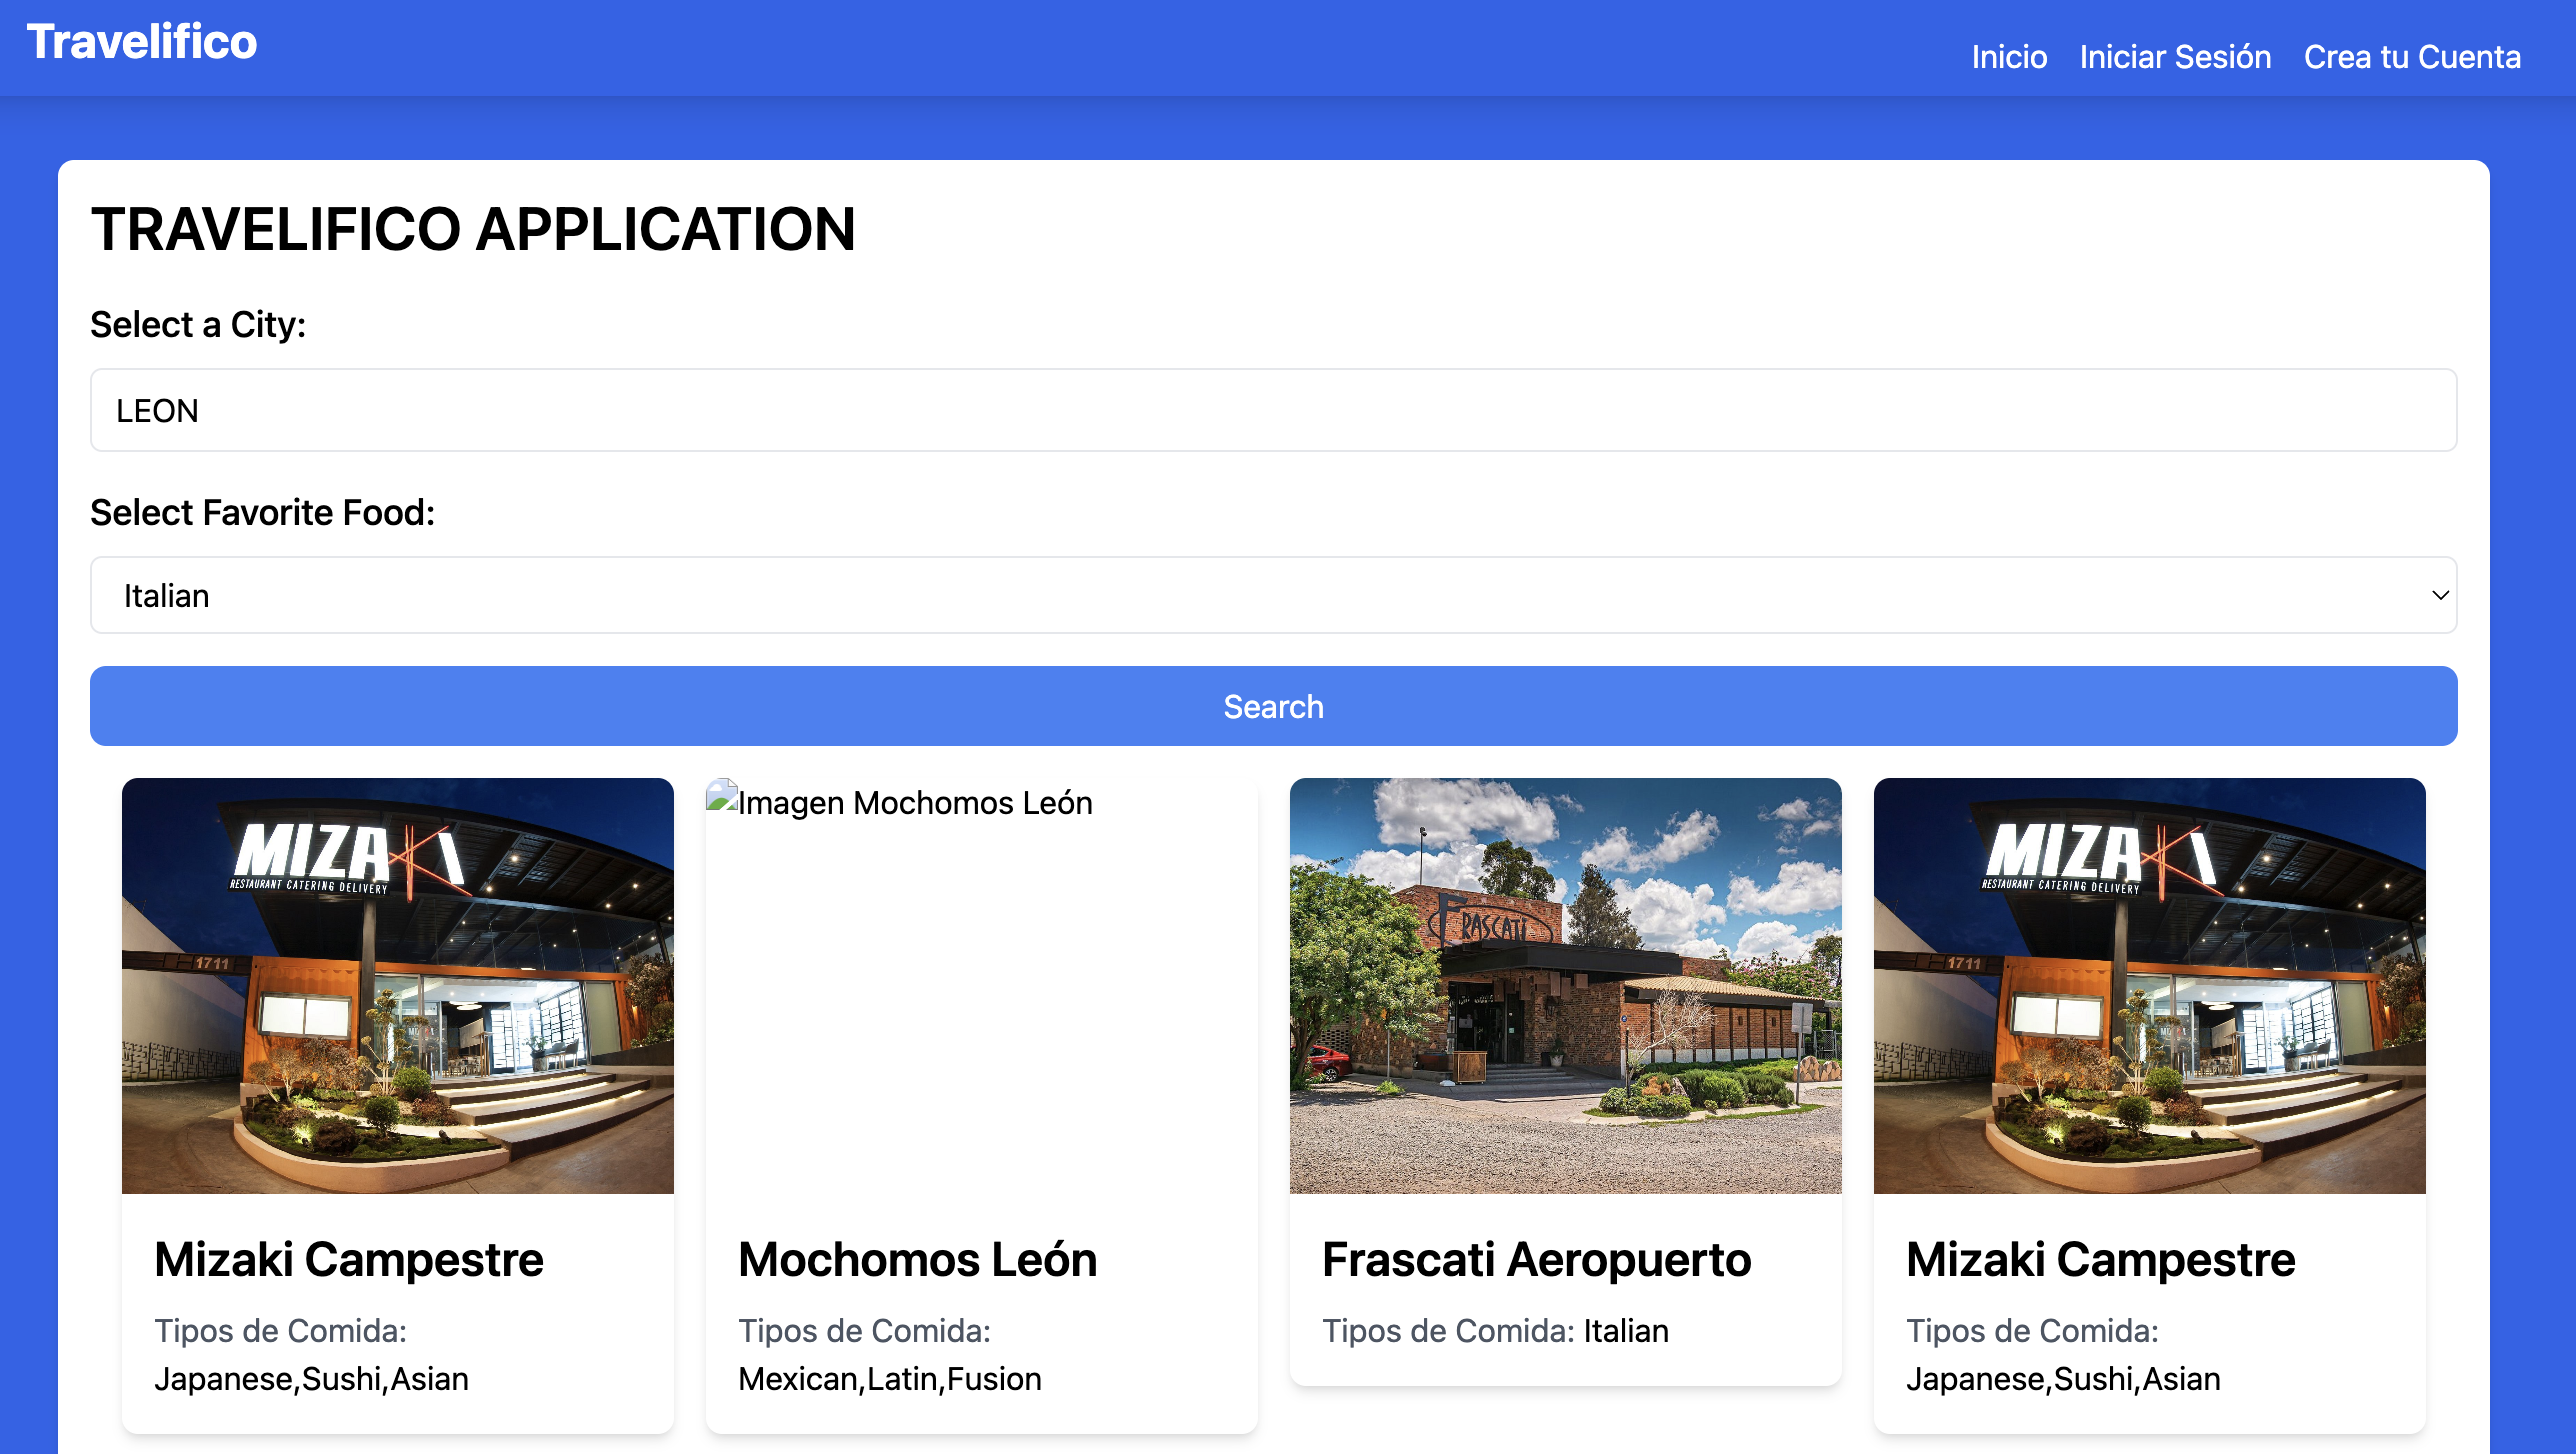 Travelifico
Inicio Iniciar Sesión Crea tu Cuenta
TRAVELIFICO APPLICATION
Select a City:
LEON
Select Favorite Food:
Italian
Search
MIZAKI
RESTAURANT CATERING DELIVERY
1711
Imagen Mochomos León
FRASCATI
MIZAKI
RESTAURANT CATERING DELIVERY
1711
Mizaki Campestre
Tipos de Comida:
Japanese,Sushi,Asian
Mochomos León
Tipos de Comida:
Mexican,Latin,Fusion
Frascati Aeropuerto
Tipos de Comida: Italian
Mizaki Campestre
Tipos de Comida:
Japanese,Sushi,Asian